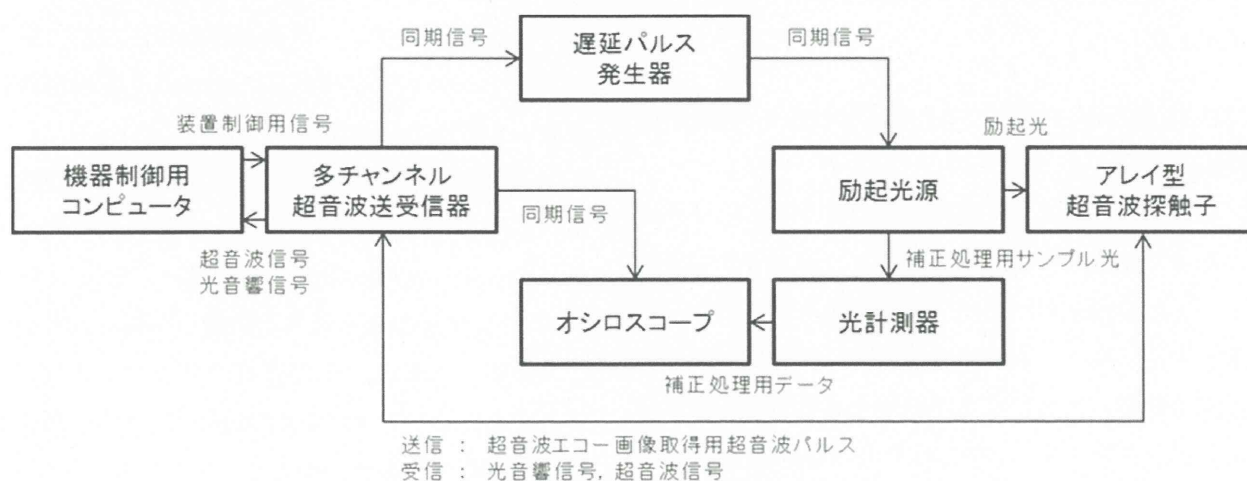 同期信号
遅延パルス
発生器
同期信号
装置制御用信号
励起光
機器制御用
コンピュータ
多チャンネル
超音波送受信器
同期信号
励起光源
アレイ型
超音波探触子
超音波信号
光音響信号
補正処理用サンプル光
オシロスコープ
光計測器
補正処理用データ
送信： 超音波エコー画像取得用超音波パルス
受信： 光音響信号, 超音波信号